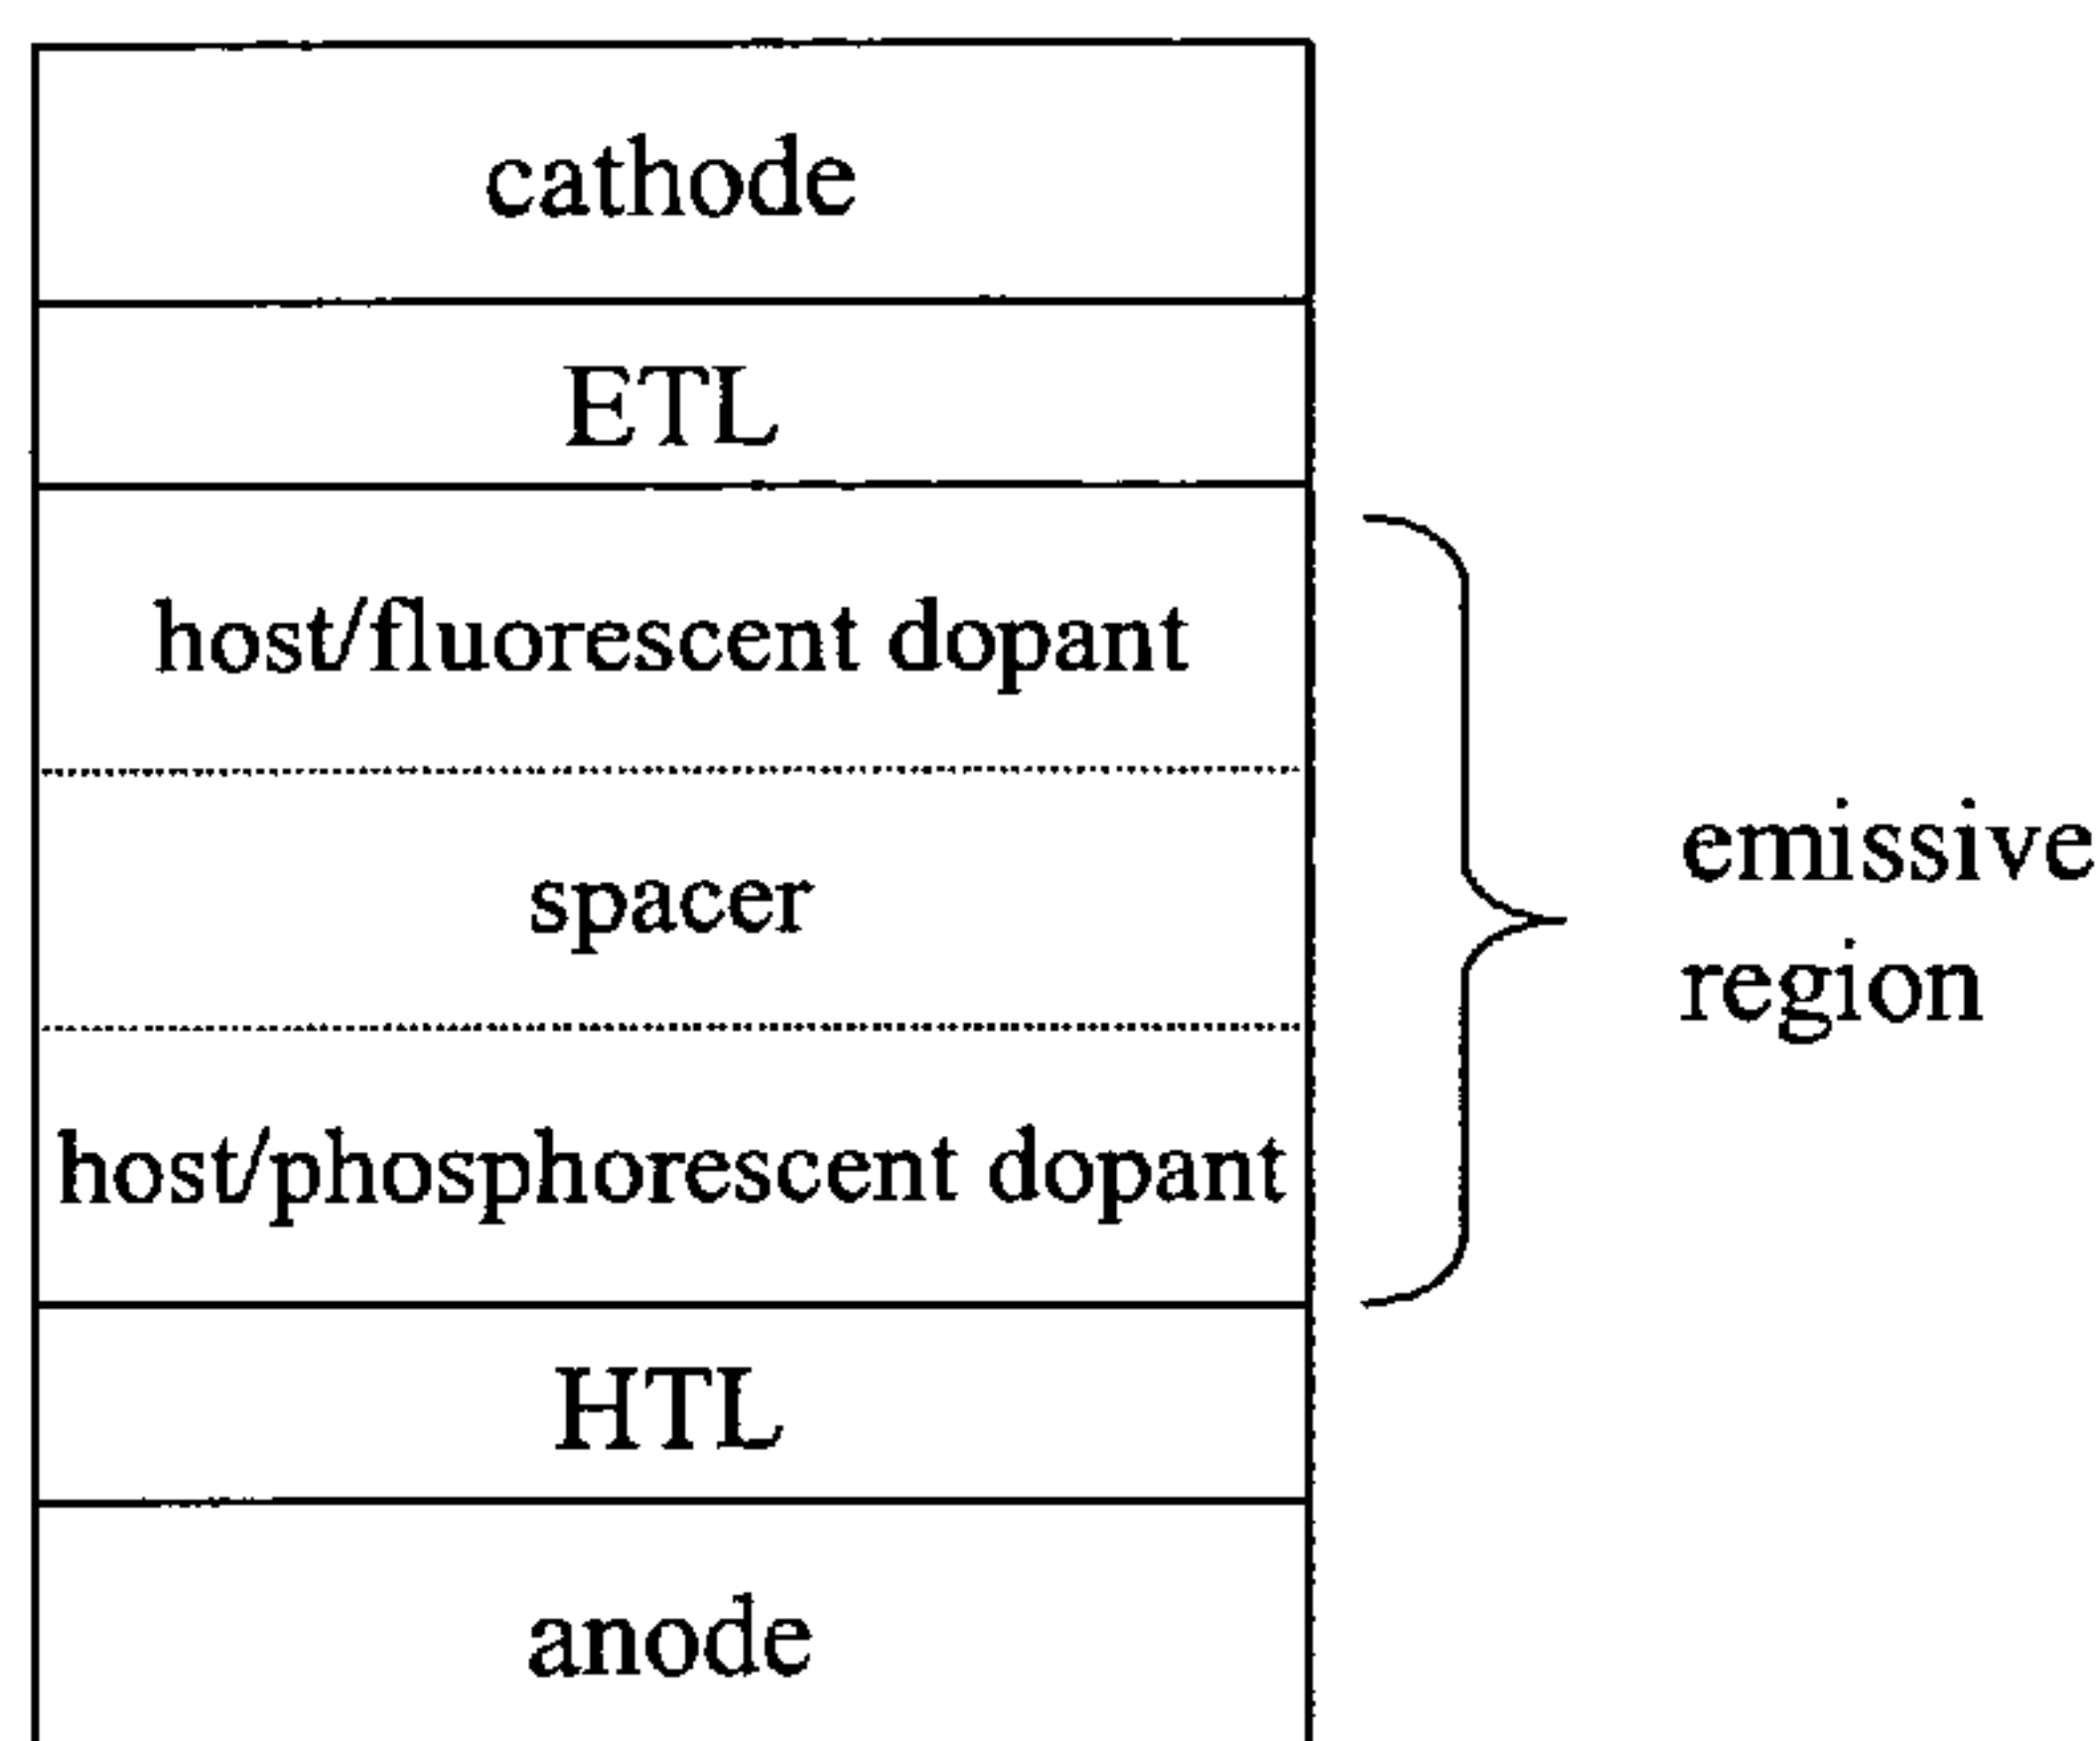 cathode
ETL
host/fluorescent dopant
spacer
host/phosphorescent dopant
HTL
anode
emissive
region